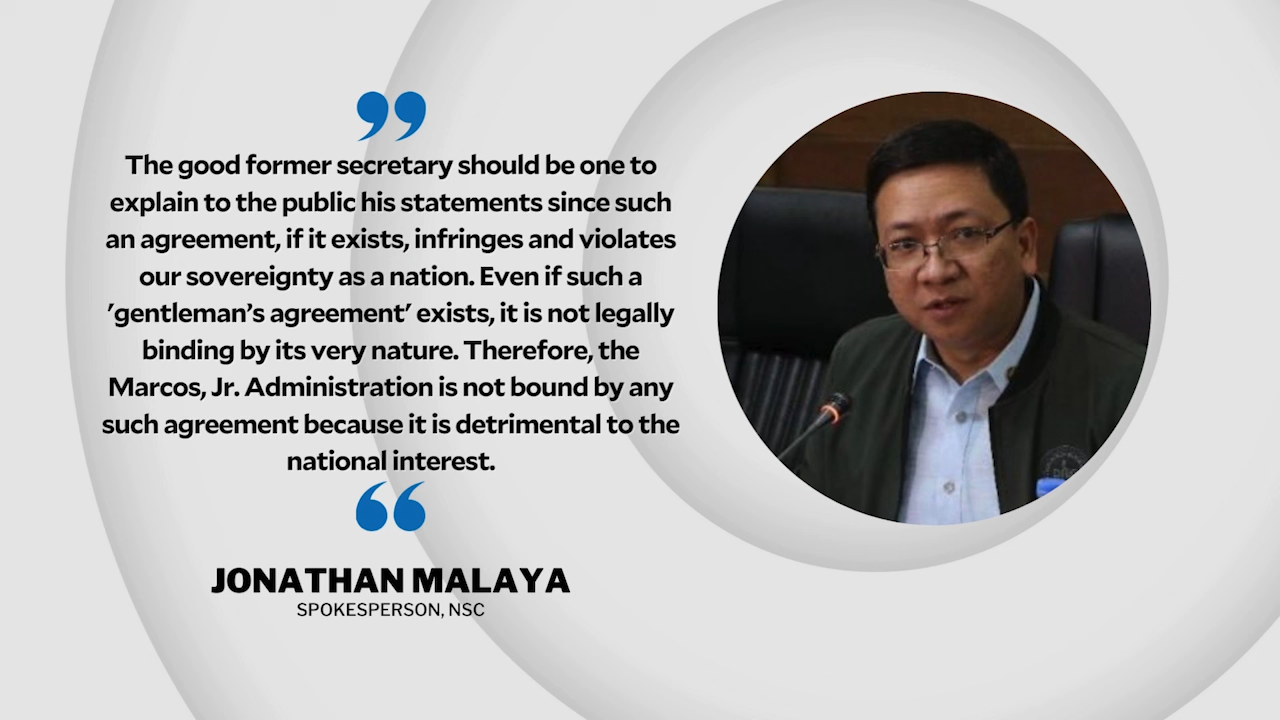 ”
The good former secretary should be one to
explain to the public his statements since such
an agreement, if it exists, infringes and violates
our sovereignty as a nation. Even if such a
'gentleman’s agreement' exists, it is not legally
binding by its very nature. Therefore, the
Marcos, Jr. Administration is not bound by any
such agreement because it is detrimental to the
national interest.
“
JONATHAN MALAYA
SPOKESPERSON, NSC